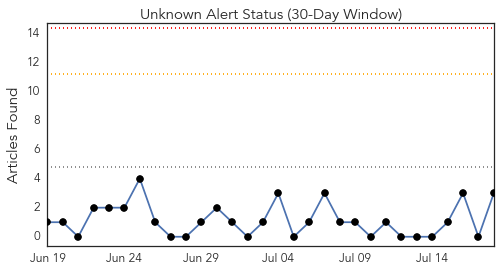 Unknown Alert Status (30-Day Window)
Articles Found
14
12
10
8
6
4
2
0
Jun 19 Jun 24 Jun 29 Jul 04 Jul 09 Jul 14